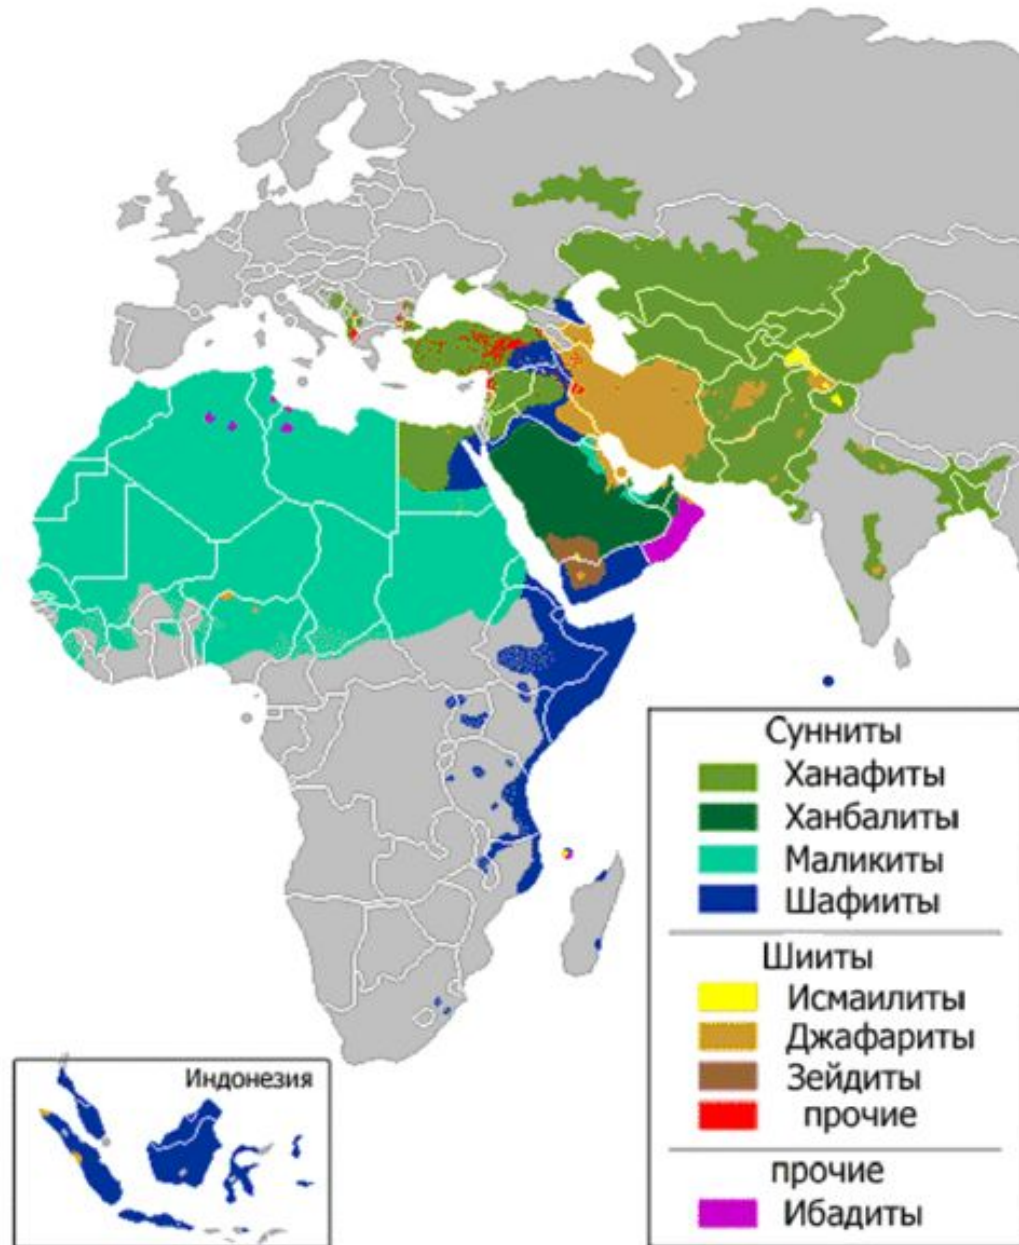 Сунниты
Ханафиты
Ханбалиты
Маликиты
Шафииты
Шииты
Исмаилиты
Джафариты
Зейдиты
прочие
прочие
Ибадиты
Индонезия